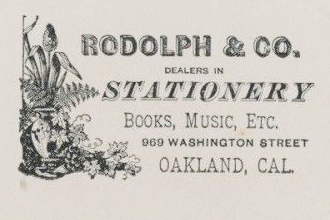 RODOLPH & CO.
DEALERS IN
STATIONERY
BOOKS, MUSIC, ETC.
969 WASHINGTON STREET
OAKLAND, CAL.